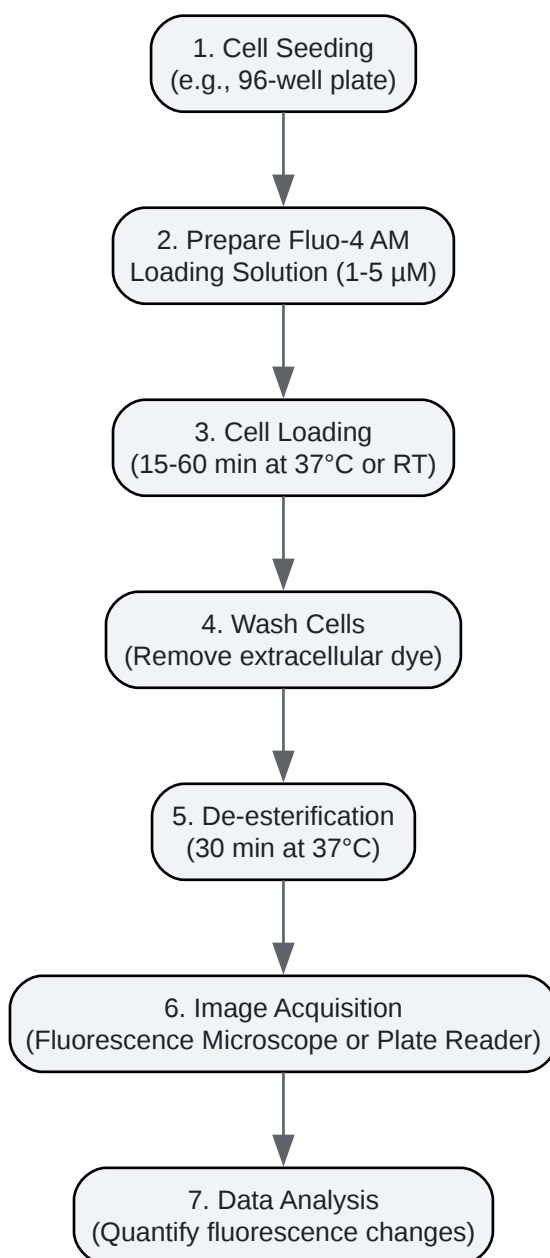 1. Cell Seeding
(e.g., 96-well plate)
2. Prepare Fluo-4 AM
Loading Solution (1-5 µM)
3. Cell Loading
(15-60 min at 37°C or RT)
4. Wash Cells
(Remove extracellular dye)
5. De-esterification
(30 min at 37°C)
6. Image Acquisition
(Fluorescence Microscope or Plate Reader)
7. Data Analysis
(Quantify fluorescence changes)